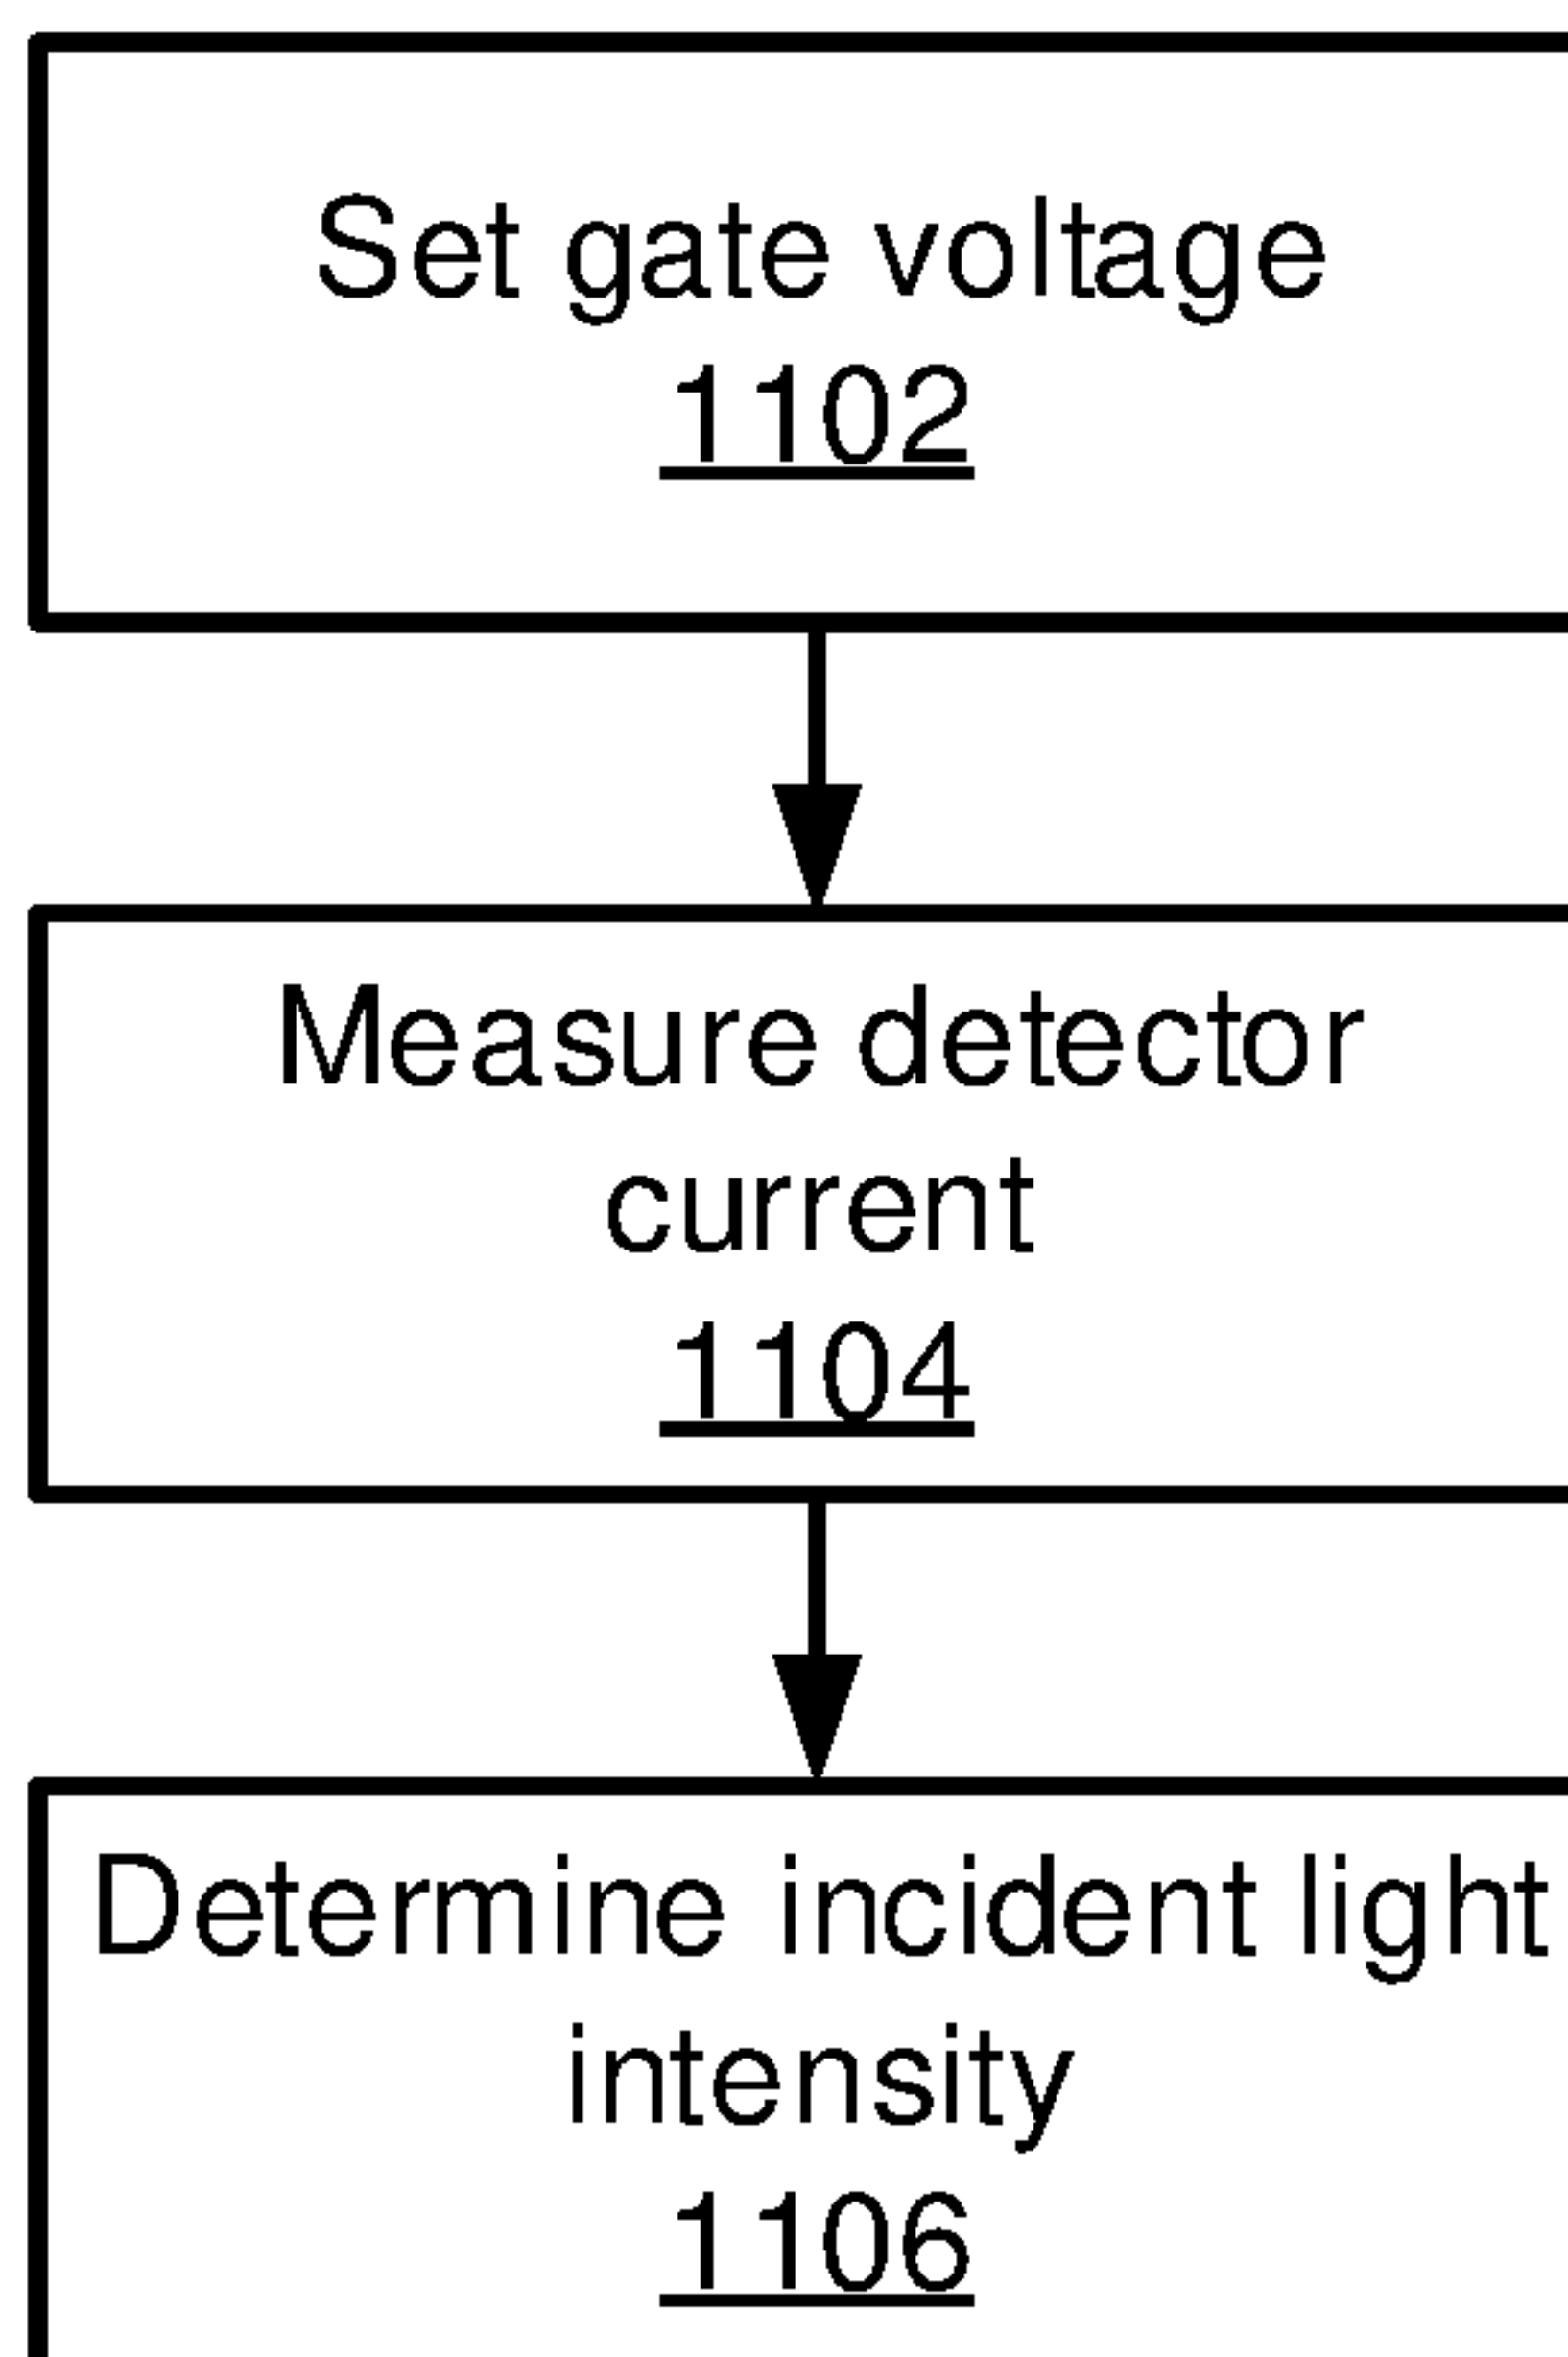 Set gate voltage
1102
Measure detector
current
1104
Determine incident light
intensity
1106